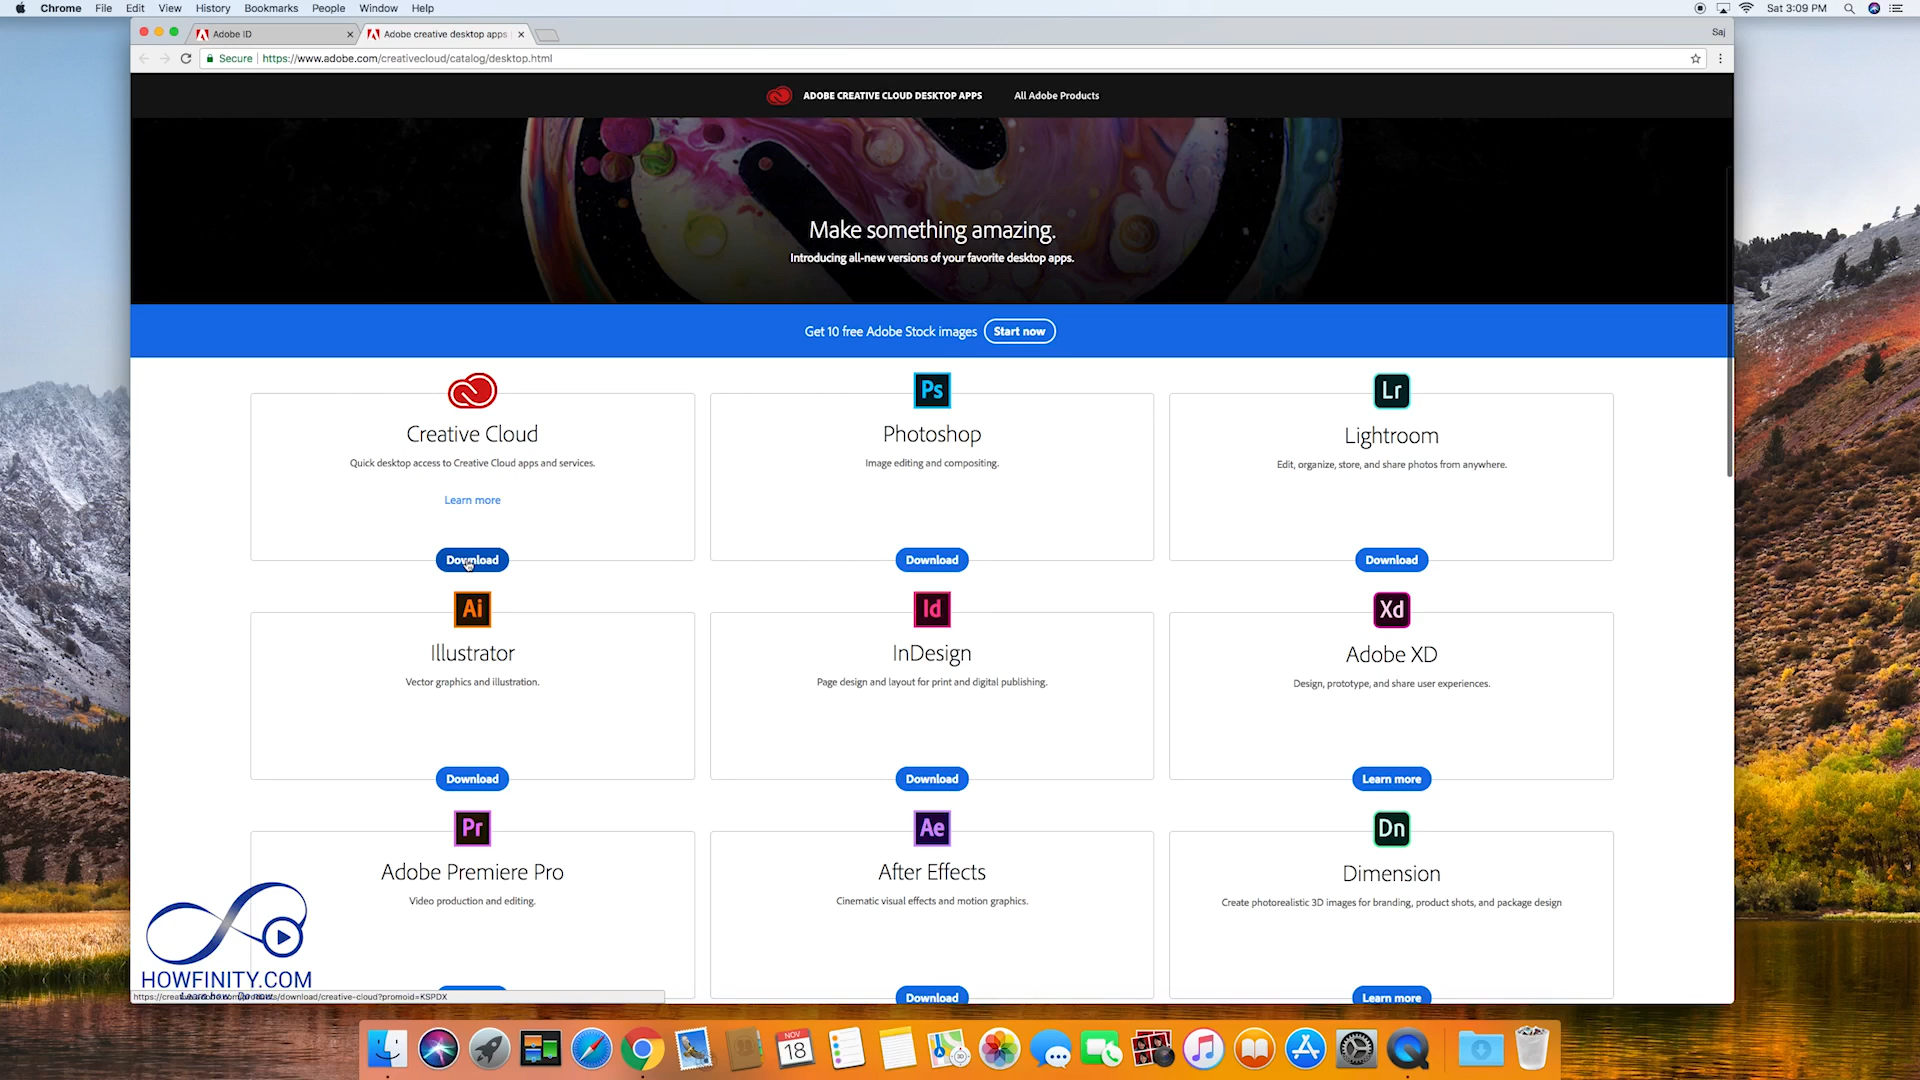 Chrome File Edit View History Bookmarks People Window Help
Sat 3:09 PM
Adobe ID
Adobe creative desktop apps
Saj
Secure https://www.adobe.com/creativecloud/catalog/desktop.html
ADOBE CREATIVE CLOUD DESKTOP APPS
All Adobe Products
Make something amazing.
Introducing all-new versions of your favorite desktop apps.
Get 10 free Adobe Stock images
Start now
Ps
Lr
Creative Cloud
Photoshop
Lightroom
Quick desktop access to Creative Cloud apps and services.
Image editing and compositing.
Edit, organize, store, and share photos from anywhere.
Learn more
Download
Download
Download
Ai
Id
Xd
Illustrator
InDesign
Adobe XD
Vector graphics and illustration.
Page design and layout for print and digital publishing.
Design, prototype, and share user experiences.
Download
Download
Learn more
Pr
Ae
Dn
Adobe Premiere Pro
After Effects
Dimension
Video production and editing.
Cinematic visual effects and motion graphics.
Create photorealistic 3D images for branding, product shots, and package design
HOWFINITY.COM
Download
Learn more
NOV
18